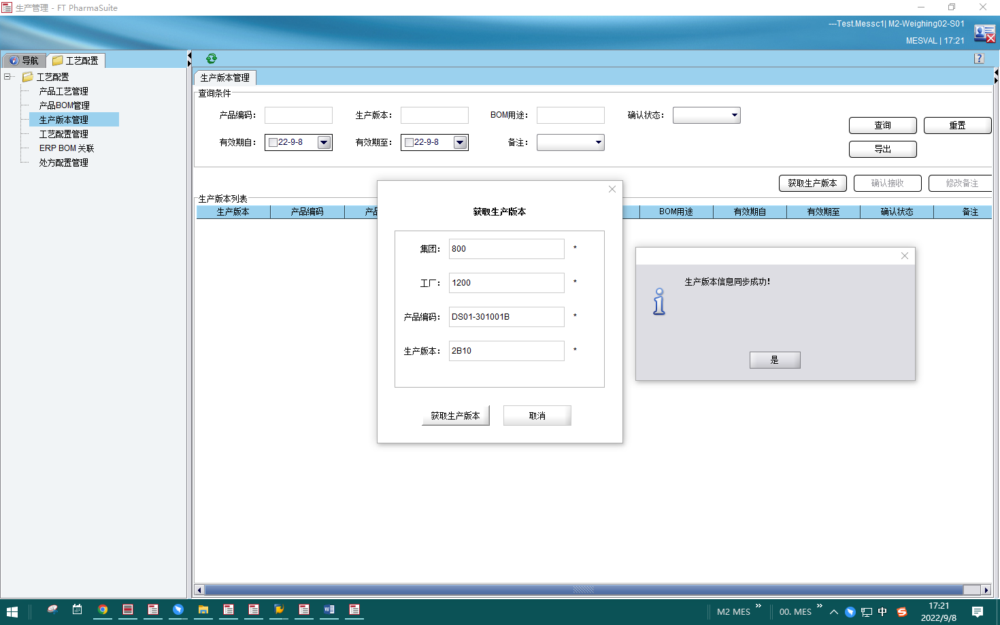 生产管理 - FT PharmaSuite
---Test.Messc1| M2-Weighing02-S01
MESVAL | 17:21
导航
工艺配置
工艺配置
产品工艺管理
产品BOM管理
生产版本管理
工艺配置管理
ERP BOM 关联
处方配置管理
生产版本管理
查询条件
产品编码： 生产版本： BOM用途： 确认状态：
有效期自： 22-9-8 有效期至： 22-9-8 备注：
查询 重置
导出
获取生产版本 确认接收 修改备注
生产版本列表
生产版本 产品编码 产品 BOM用途 有效期自 有效期至 确认状态 备注
获取生产版本
集团： 800 *
工厂： 1200 *
产品编码： DS01-301001B *
生产版本： 2B10 *
获取生产版本 取消
生产版本信息同步成功！
是
M2 MES
00. MES
中
17:21
2022/9/8